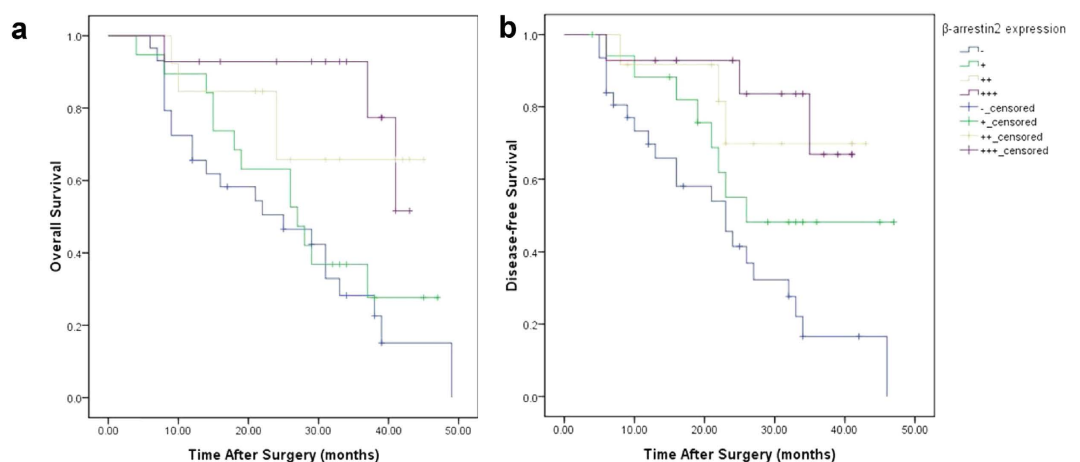 a
1.0
0.8
0.6
0.4
0.2
0.0
Overall Survival
0.00 10.00 20.00 30.00 40.00 50.00
Time After Surgery (months)
b
1.0
0.8
0.6
0.4
0.2
0.0
Disease-free Survival
0.00 10.00 20.00 30.00 40.00 50.00
Time After Surgery (months)
β-arrestin2 expression
-
+
++
+++
-_censored
+_censored
++_censored
+++_censored